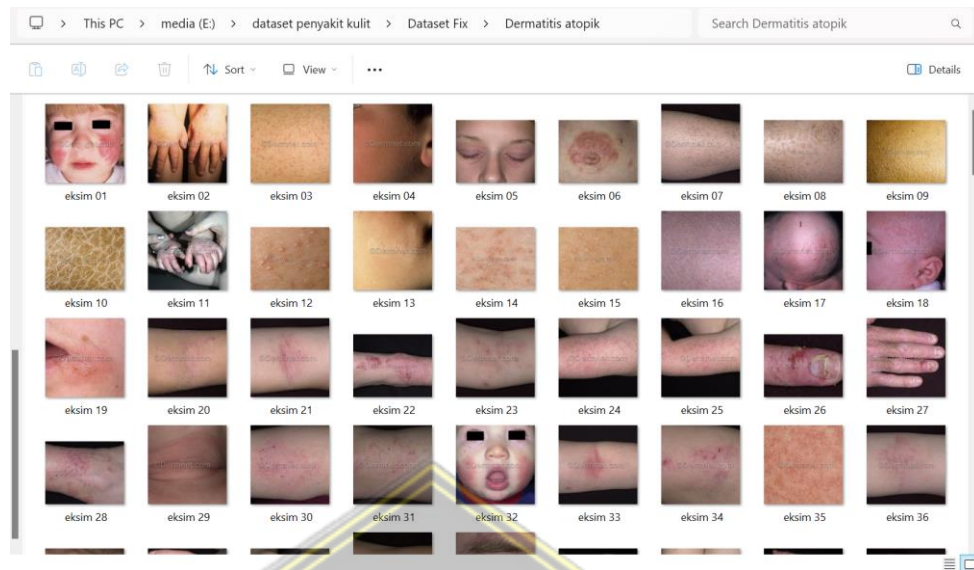 This PC > media (E:) > dataset penyakit kulit > Dataset Fix > Dermatitis atopik
Search Dermatitis atopik
Sort View Details
eksim 01 eksim 02 eksim 03 eksim 04 eksim 05 eksim 06 eksim 07 eksim 08 eksim 09
eksim 10 eksim 11 eksim 12 eksim 13 eksim 14 eksim 15 eksim 16 eksim 17 eksim 18
eksim 19 eksim 20 eksim 21 eksim 22 eksim 23 eksim 24 eksim 25 eksim 26 eksim 27
eksim 28 eksim 29 eksim 30 eksim 31 eksim 32 eksim 33 eksim 34 eksim 35 eksim 36